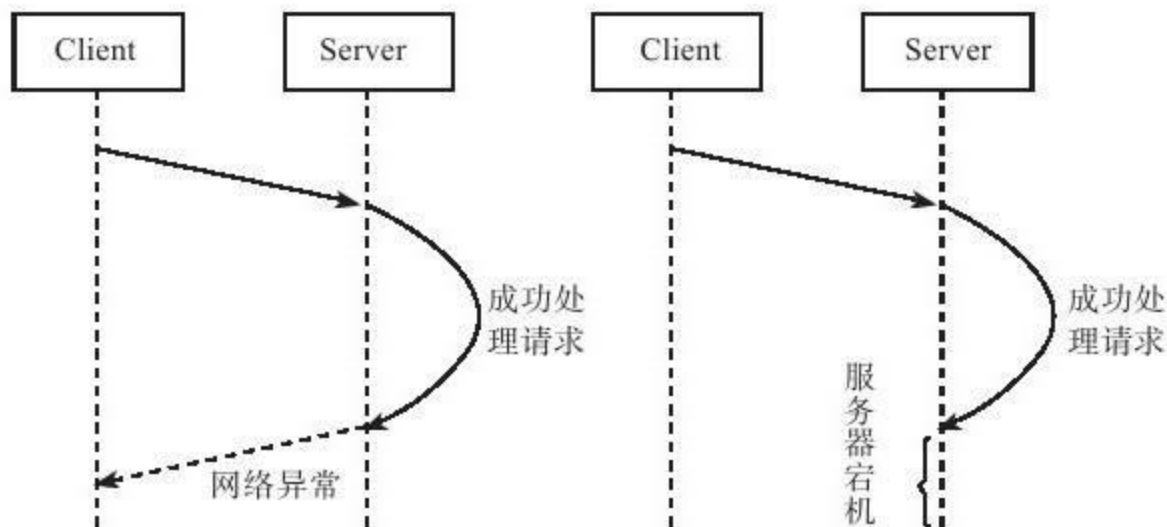 Client
Server
Client
Server
成功处
理请求
网络异常
成功处
理请求
服务器宕机